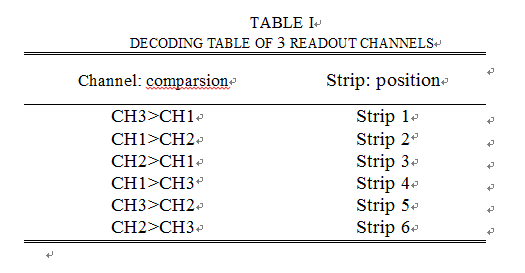 TABLE I
DECODING TABLE OF 3 READOUT CHANNELS
Channel: comparsion Strip: position
CH3>CH1 Strip 1
CH1>CH2 Strip 2
CH2>CH1 Strip 3
CH1>CH3 Strip 4
CH3>CH2 Strip 5
CH2>CH3 Strip 6